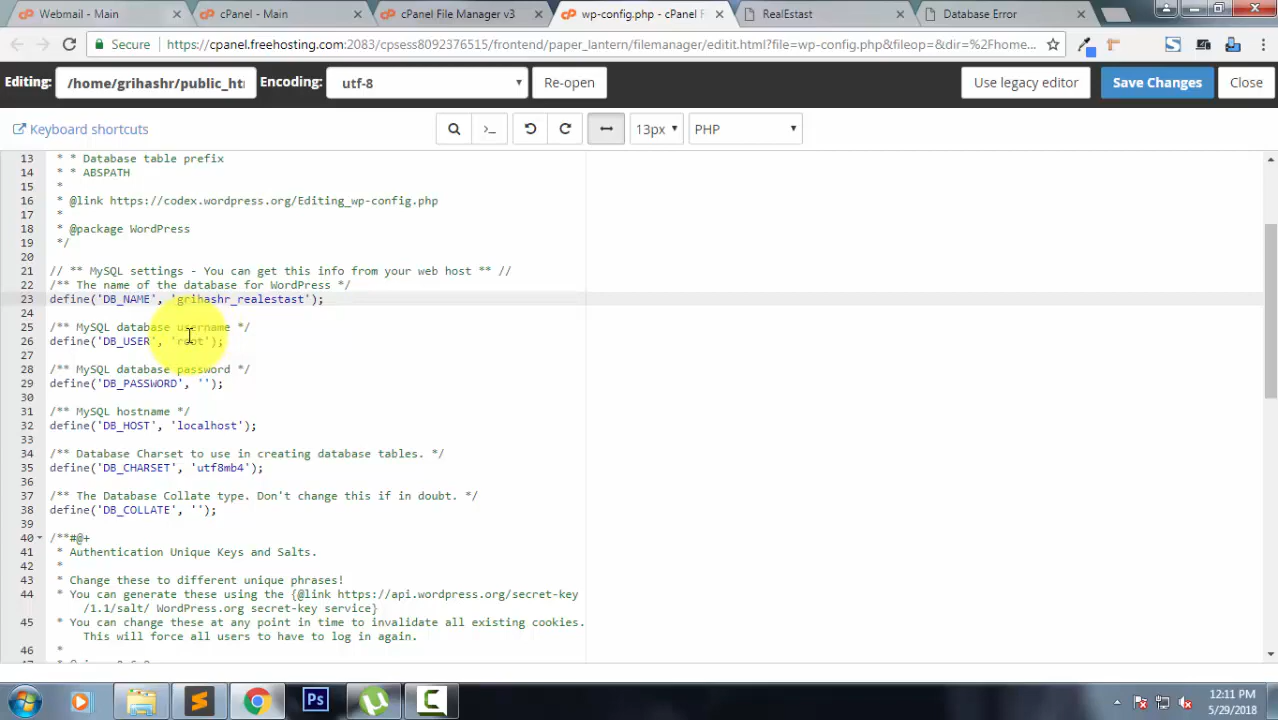 Webmail - Main
cPanel - Main
cPanel File Manager v3
wp-config.php - cPanel F
RealEstast
Database Error
Secure
https://cpanel.freehosting.com:2083/cpsess8092376515/frontend/paper_lantern/filemanager/editit.html?file=wp-config.php&fileop=&dir=%2Fhome...
Editing: /home/grihashr/public_ht Encoding: utf-8 Re-open Use legacy editor Save Changes Close
Keyboard shortcuts 13px PHP
13 * * Database table prefix
14 * * ABSPATH
15 *
16 * @link https://codex.wordpress.org/Editing_wp-config.php
17 *
18 * @package WordPress
19 */
20
21 // ** MySQL settings - You can get this info from your web host ** //
22 /** The name of the database for WordPress */
23 define('DB_NAME', 'grihashr_realestast');
24
25 /** MySQL database username */
26 define('DB_USER', 'root');
27
28 /** MySQL database password */
29 define('DB_PASSWORD', '');
30
31 /** MySQL hostname */
32 define('DB_HOST', 'localhost');
33
34 /** Database Charset to use in creating database tables. */
35 define('DB_CHARSET', 'utf8mb4');
36
37 /** The Database Collate type. Don't change this if in doubt. */
38 define('DB_COLLATE', '');
39
40 /**#@+
41 * Authentication Unique Keys and Salts.
42 *
43 * Change these to different unique phrases!
44 * You can generate these using the {@link https://api.wordpress.org/secret-key
/1.1/salt/ WordPress.org secret-key service}
45 * You can change these at any point in time to invalidate all existing cookies.
This will force all users to have to log in again.
46 *
Ps
12:11 PM
5/29/2018